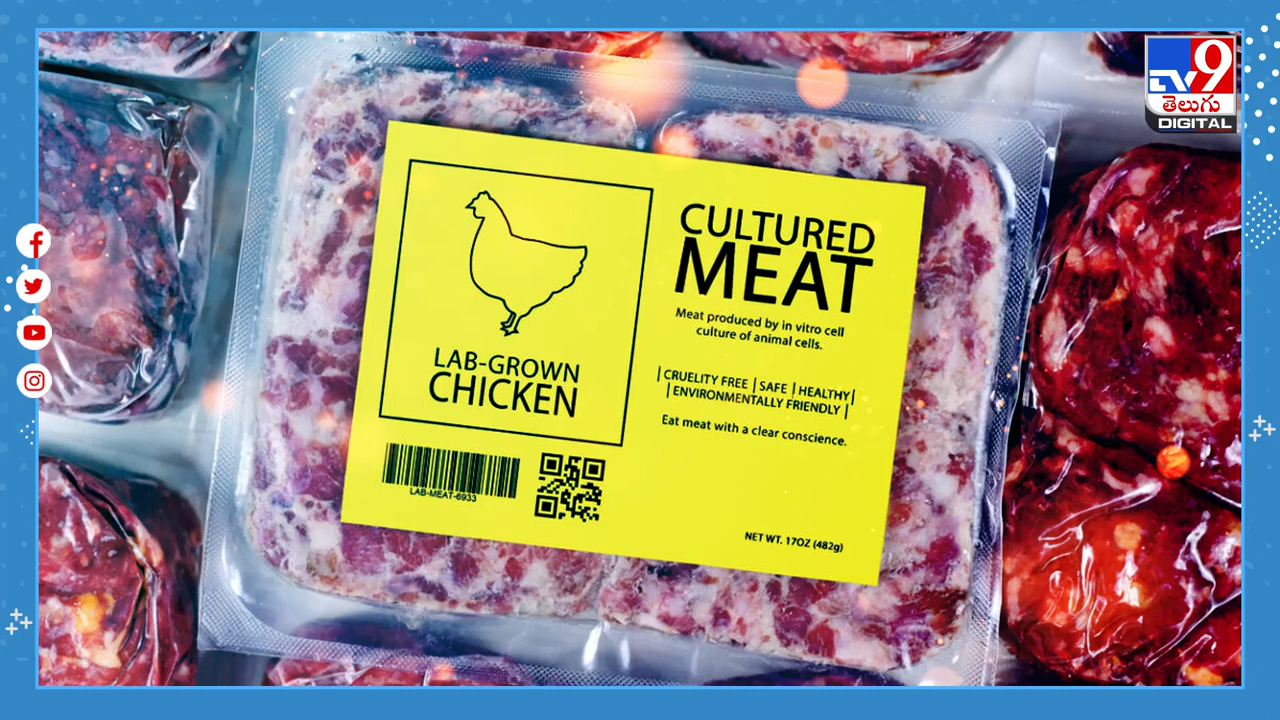 TV9
తెలుగు
DIGITAL
CULTURED
MEAT
Meat produced by in vitro cell
culture of animal cells.
|CRUELITY FREE |SAFE |HEALTHY|
|ENVIRONMENTALLY FRIENDLY |
Eat meat with a clear conscience.
LAB-GROWN
CHICKEN
LAB-MEAT-6933
NET WT. 17OZ (482g)